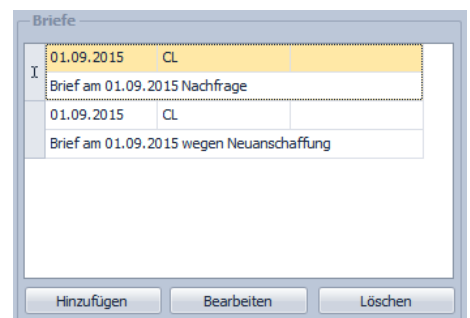 Briefe
01.09.2015 CL
Brief am 01.09.2015 Nachfrage
01.09.2015 CL
Brief am 01.09.2015 wegen Neuanschaffung
Hinzufügen Bearbeiten Löschen